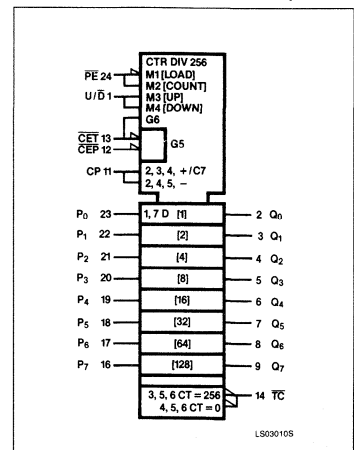 CTR DIV 256
P̅E̅ 24 M1 [LOAD]
M2 [COUNT]
U/D̅ 1 M3 [UP]
M4 [DOWN]
G6
C̅E̅T̅ 13
C̅E̅P̅ 12 G5
CP 11 2, 3, 4, +/C7
2, 4, 5, −
P₀ 23 1, 7 D [1] 2 Q₀
P₁ 22 [2] 3 Q₁
P₂ 21 [4] 4 Q₂
P₃ 20 [8] 5 Q₃
P₄ 19 [16] 6 Q₄
P₅ 18 [32] 7 Q₅
P₆ 17 [64] 8 Q₆
P₇ 16 [128] 9 Q₇
3, 5, 6 CT = 256 14 T̅C̅
4, 5, 6 CT = 0
LS03010S